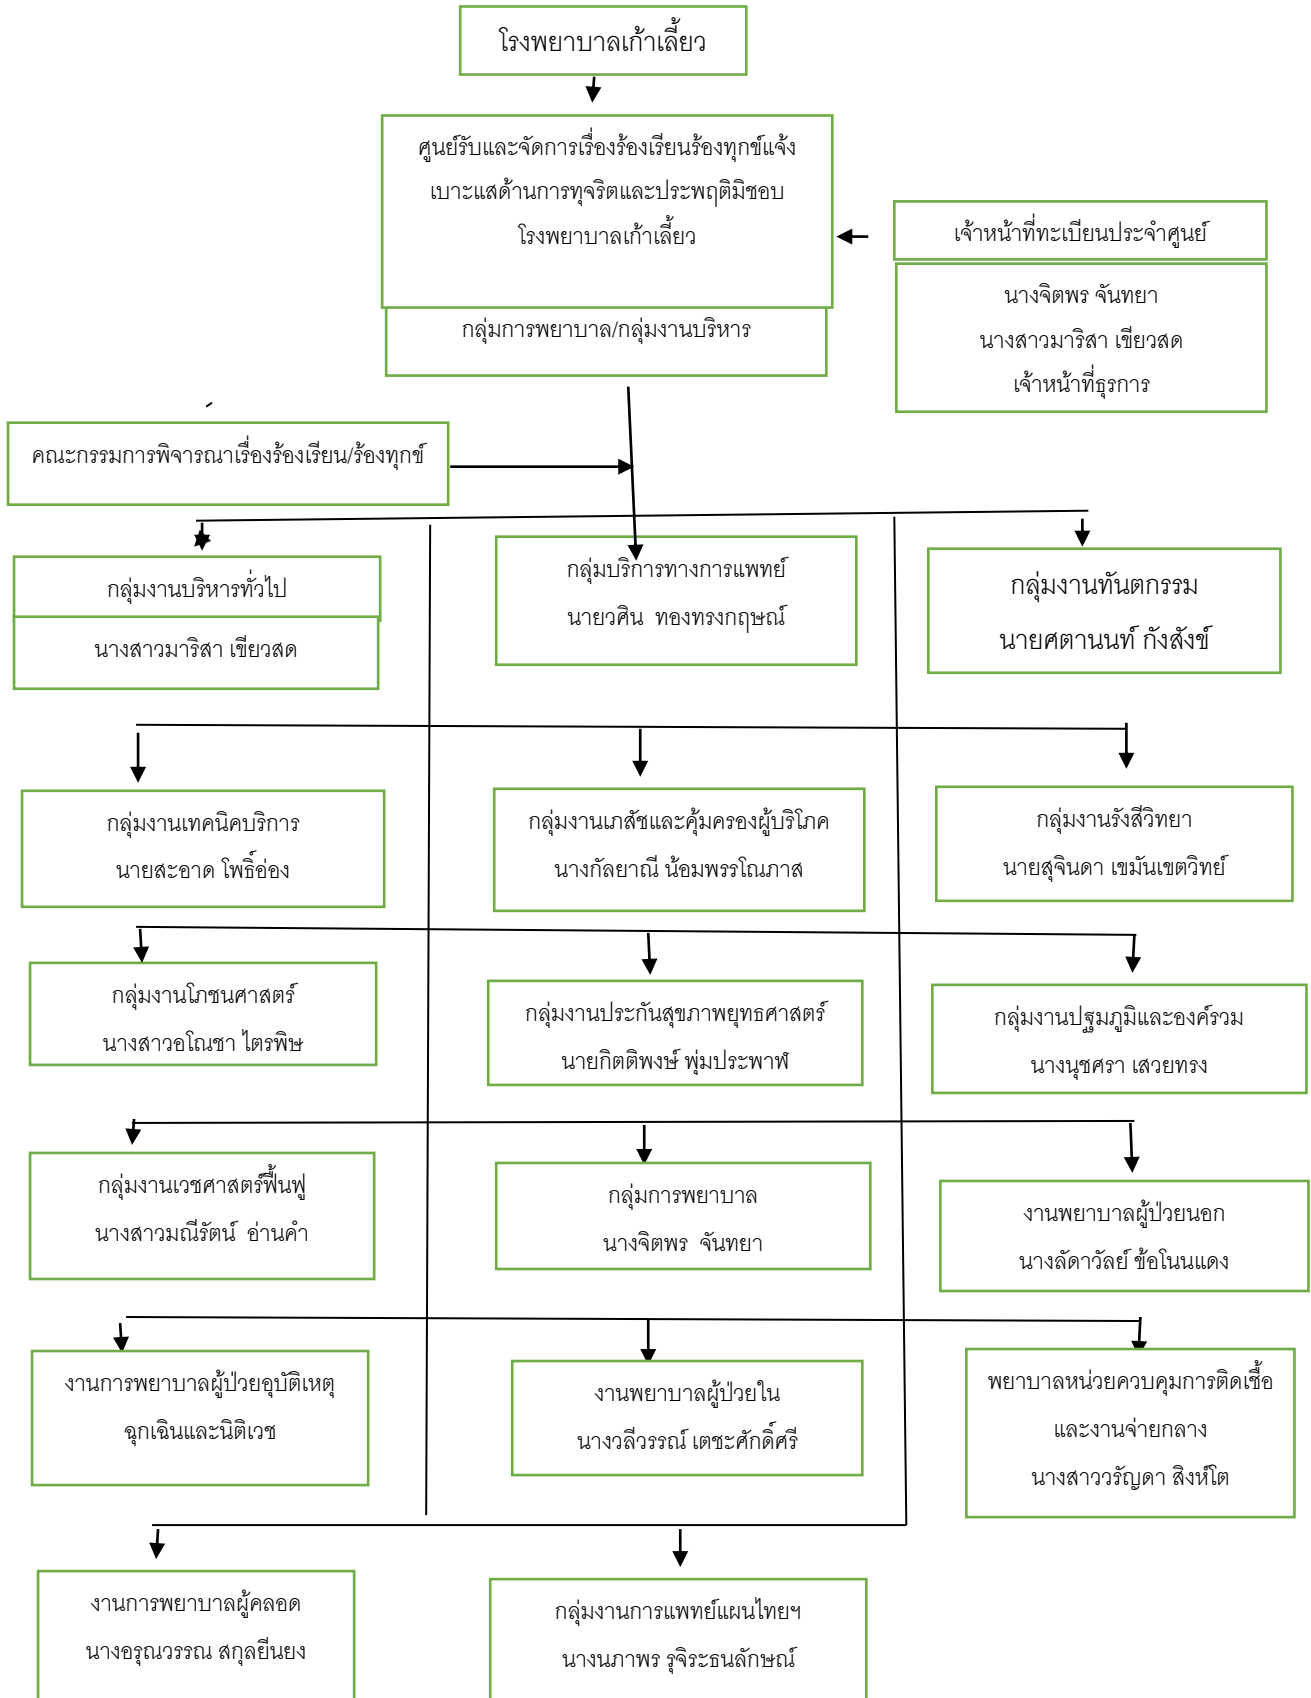 โรงพยาบาลเก้าเลี้ยว
ศูนย์รับและจัดการเรื่องร้องเรียนร้องทุกข์แจ้ง
เบาะแสด้านการทุจริตและประพฤติมิชอบ
โรงพยาบาลเก้าเลี้ยว
กลุ่มการพยาบาล/กลุ่มงานบริหาร
เจ้าหน้าที่ทะเบียนประจำศูนย์
นางจิตพร จันทยา
นางสาวมาริสา เขียวสด
เจ้าหน้าที่ธุรการ
คณะกรรมการพิจารณาเรื่องร้องเรียน/ร้องทุกข์
กลุ่มงานบริหารทั่วไป
นางสาวมาริสา เขียวสด
กลุ่มบริการทางการแพทย์
นายวศิน ทองทรงกฤษณ์
กลุ่มงานทันตกรรม
นายศตานนท์ กังสังข์
กลุ่มงานเทคนิคบริการ
นายสะอาด โพธิ์อ่อง
กลุ่มงานเภสัชและคุ้มครองผู้บริโภค
นางกัลยาณี น้อมพรรโณภาส
กลุ่มงานรังสีวิทยา
นายสุจินดา เขมันเขตวิทย์
กลุ่มงานโภชนศาสตร์
นางสาวอโณชา ไตรพิษ
กลุ่มงานประกันสุขภาพยุทธศาสตร์
นายกิตติพงษ์ พุ่มประพาฬ
กลุ่มงานปฐมภูมิและองค์รวม
นางนุชศรา เสวยทรง
กลุ่มงานเวชศาสตร์ฟื้นฟู
นางสาวมณีรัตน์ อ่านคำ
กลุ่มการพยาบาล
นางจิตพร จันทยา
งานพยาบาลผู้ป่วยนอก
นางลัดาวัลย์ ข้อโนนแดง
งานการพยาบาลผู้ป่วยอุบัติเหตุ
ฉุกเฉินและนิติเวช
งานพยาบาลผู้ป่วยใน
นางวลีวรรณ์ เตชะศักดิ์ศรี
พยาบาลหน่วยควบคุมการติดเชื้อ
และงานจ่ายกลาง
นางสาววรัญดา สิงห์โต
งานการพยาบาลผู้คลอด
นางอรุณวรรณ สกุลยืนยง
กลุ่มงานการแพทย์แผนไทยฯ
นางนภาพร รุจิระธนลักษณ์